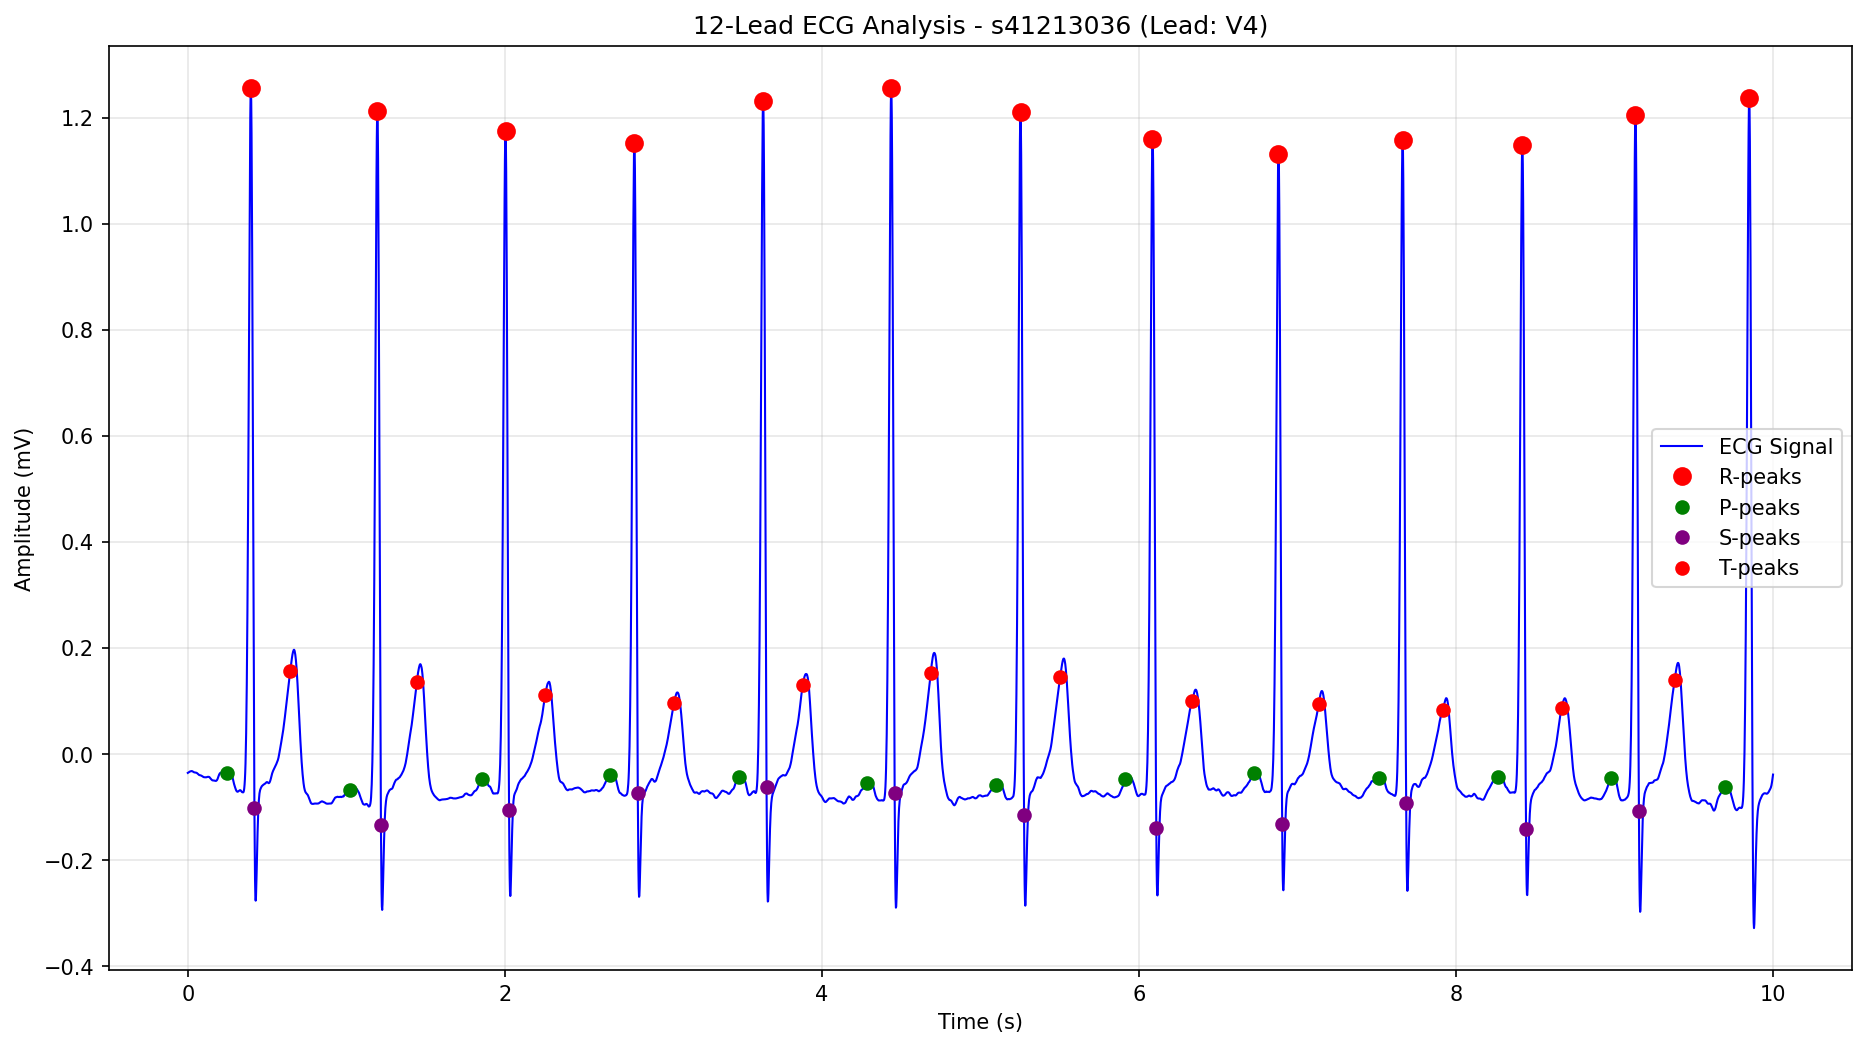 12-Lead ECG Analysis - s41213036 (Lead: V4)
Amplitude (mV)
1.2
1.0
0.8
0.6
0.4
0.2
0.0
−0.2
−0.4
ECG Signal
R-peaks
P-peaks
S-peaks
T-peaks
0 2 4 6 8 10
Time (s)